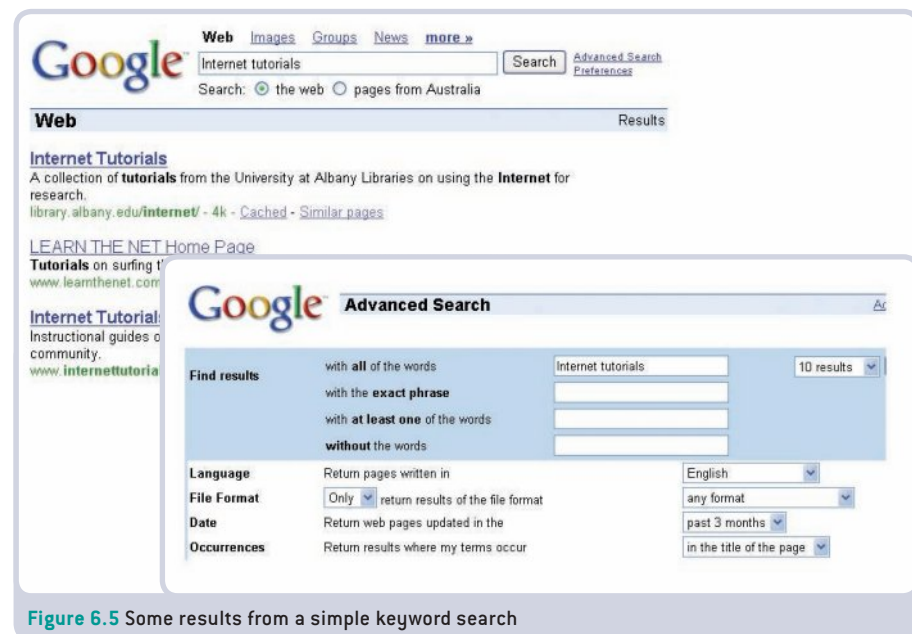 Google™
Web Images Groups News more »
Internet tutorials Search Advanced Search
Preferences
Search: the web pages from Australia
Web Results
Internet Tutorials
A collection of tutorials from the University at Albany Libraries on using the Internet for
research.
library.albany.edu/internet/ - 4k - Cached - Similar pages
LEARN THE NET Home Page
Tutorials on surfing
www.learnthenet.com
Internet Tutorial
Instructional guides
community.
www.internettutoria
Google™ Advanced Search
Find results with all of the words Internet tutorials 10 results
with the exact phrase
with at least one of the words
without the words
Language Return pages written in English
File Format Only return results of the file format any format
Date Return web pages updated in the past 3 months
Occurrences Return results where my terms occur in the title of the page
Figure 6.5 Some results from a simple keyword search